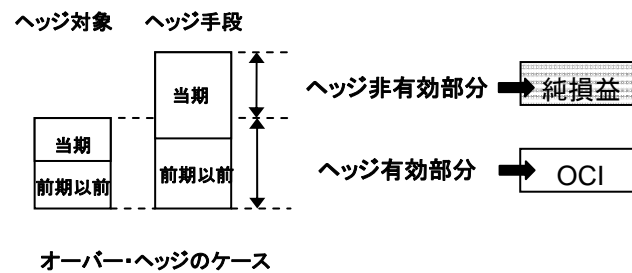 ヘッジ対象
ヘッジ手段
当期
前期以前
当期
前期以前
ヘッジ非有効部分
純損益
ヘッジ有効部分
OCI
オーバー・ヘッジのケース